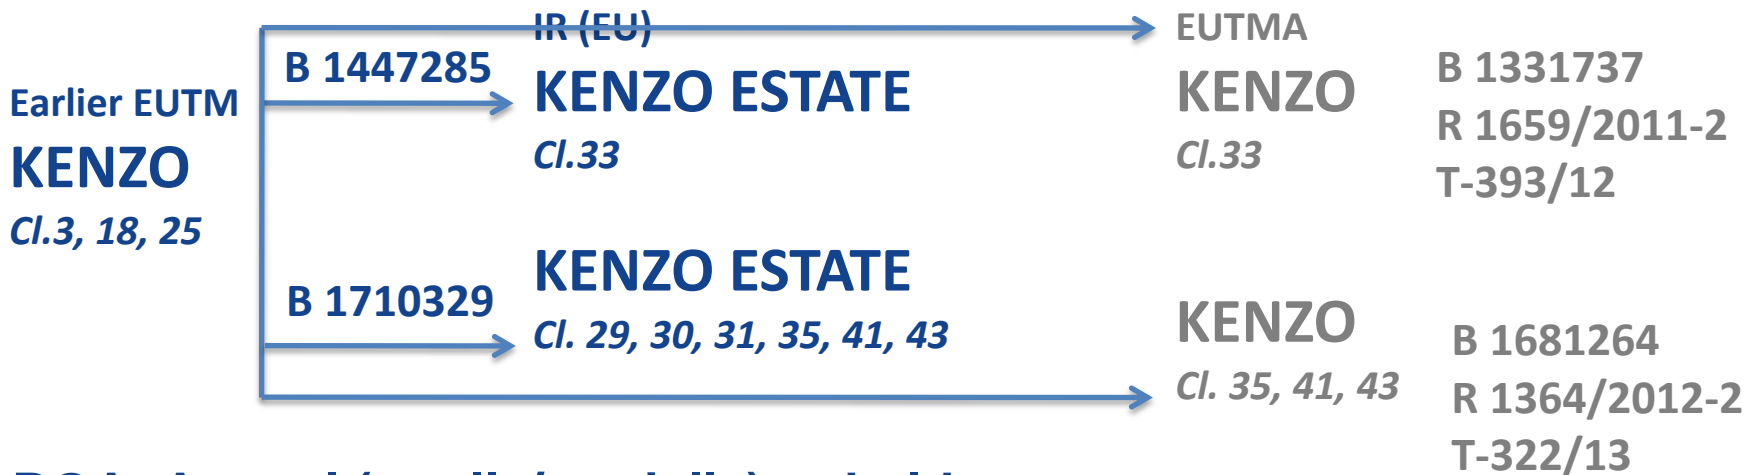 Earlier EUTM
KENZO
Cl.3, 18, 25
B 1447285
IR (EU)
KENZO ESTATE
Cl.33
B 1710329
KENZO ESTATE
Cl. 29, 30, 31, 35, 41, 43
EUTMA
KENZO
Cl.33
B 1331737
R 1659/2011-2
T-393/12
KENZO
Cl. 35, 41, 43
B 1681264
R 1364/2012-2
T-322/13